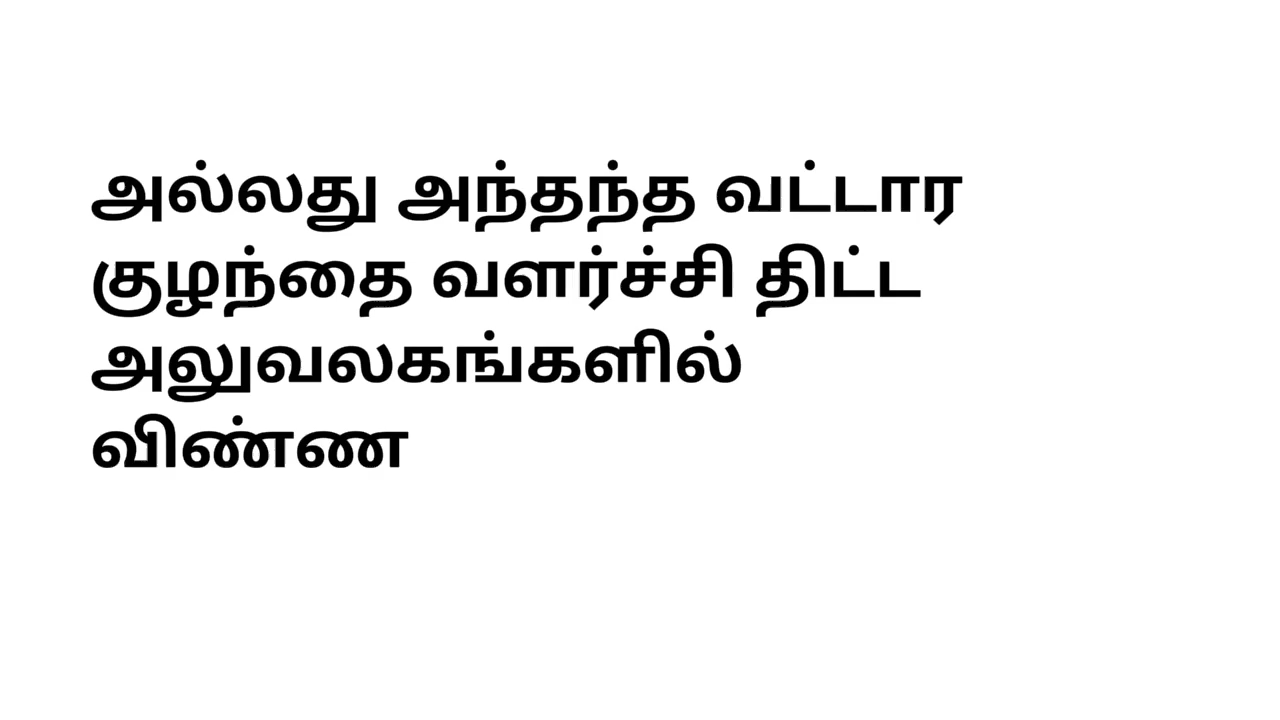 அல்லது அந்தந்த வட்டார
குழந்தை வளர்ச்சி திட்ட
அலுவலகங்களில்
விண்ண